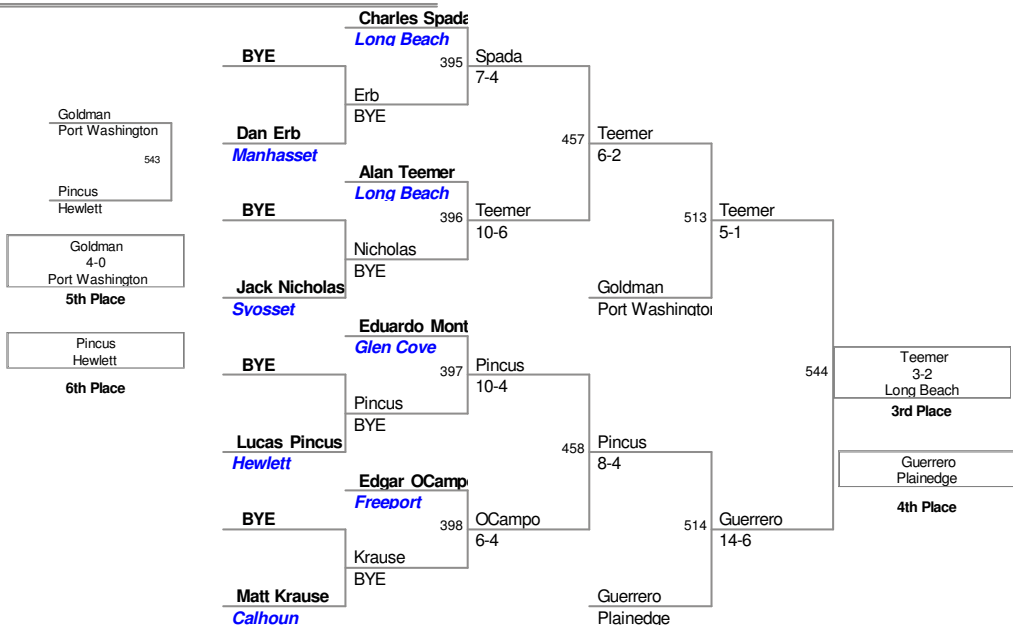 Charles Spada
Long Beach
BYE
395
Spada
7-4
Erb
BYE
Dan Erb
Manhasset
457
Teemer
6-2
Alan Teemer
Long Beach
BYE
396
Teemer
10-6
Nicholas
BYE
Jack Nicholas
Syosset
513
Teemer
5-1
Goldman
Port Washington
Eduardo Mont
Glen Cove
BYE
397
Pincus
10-4
Pincus
BYE
Lucas Pincus
Hewlett
458
Pincus
8-4
Edgar OCampo
Freeport
BYE
398
OCampo
6-4
Krause
BYE
Matt Krause
Calhoun
514
Guerrero
14-6
Guerrero
Plainedge
544
Teemer
3-2
Long Beach
3rd Place
Guerrero
Plainedge
4th Place
Goldman
Port Washington
543
Pincus
Hewlett
Goldman
4-0
Port Washington
5th Place
Pincus
Hewlett
6th Place